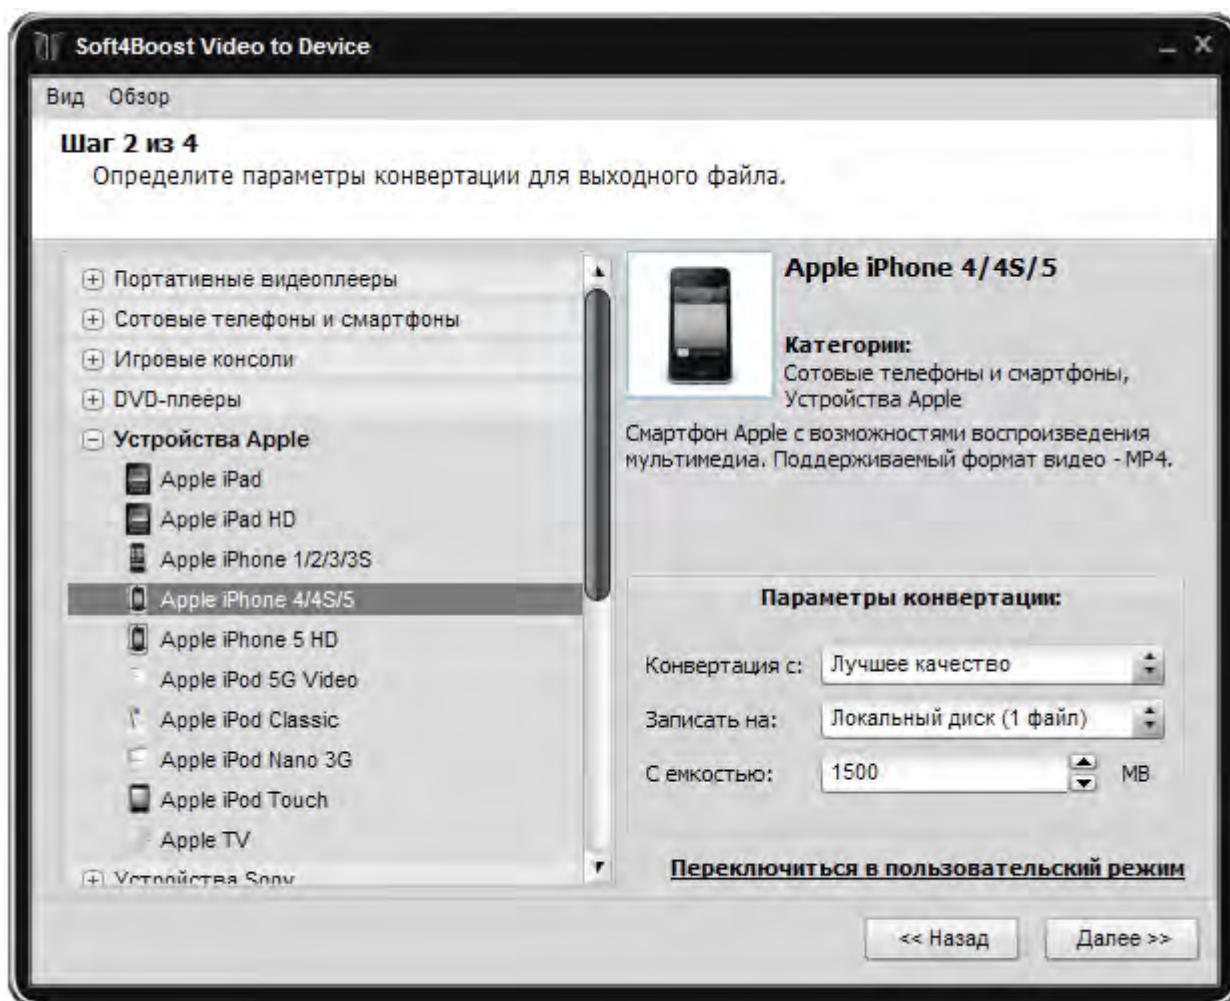 Soft4Boost Video to Device
Вид Обзор
Шаг 2 из 4
Определите параметры конвертации для выходного файла.
Портативные видеоплееры
Сотовые телефоны и смартфоны
Игровые консоли
DVD-плееры
Устройства Apple
Apple iPad
Apple iPad HD
Apple iPhone 1/2/3/3S
Apple iPhone 4/4S/5
Apple iPhone 5 HD
Apple iPod 5G Video
Apple iPod Classic
Apple iPod Nano 3G
Apple iPod Touch
Apple TV
Устройства Sony
Apple iPhone 4/4S/5
Категории:
Сотовые телефоны и смартфоны,
Устройства Apple
Смартфон Apple с возможностями воспроизведения
мультимедиа. Поддерживаемый формат видео - MP4.
Параметры конвертации:
Конвертация с: Лучшее качество
Записать на: Локальный диск (1 файл)
С емкостью: 1500 MB
Переключиться в пользовательский режим
<< Назад Далее >>